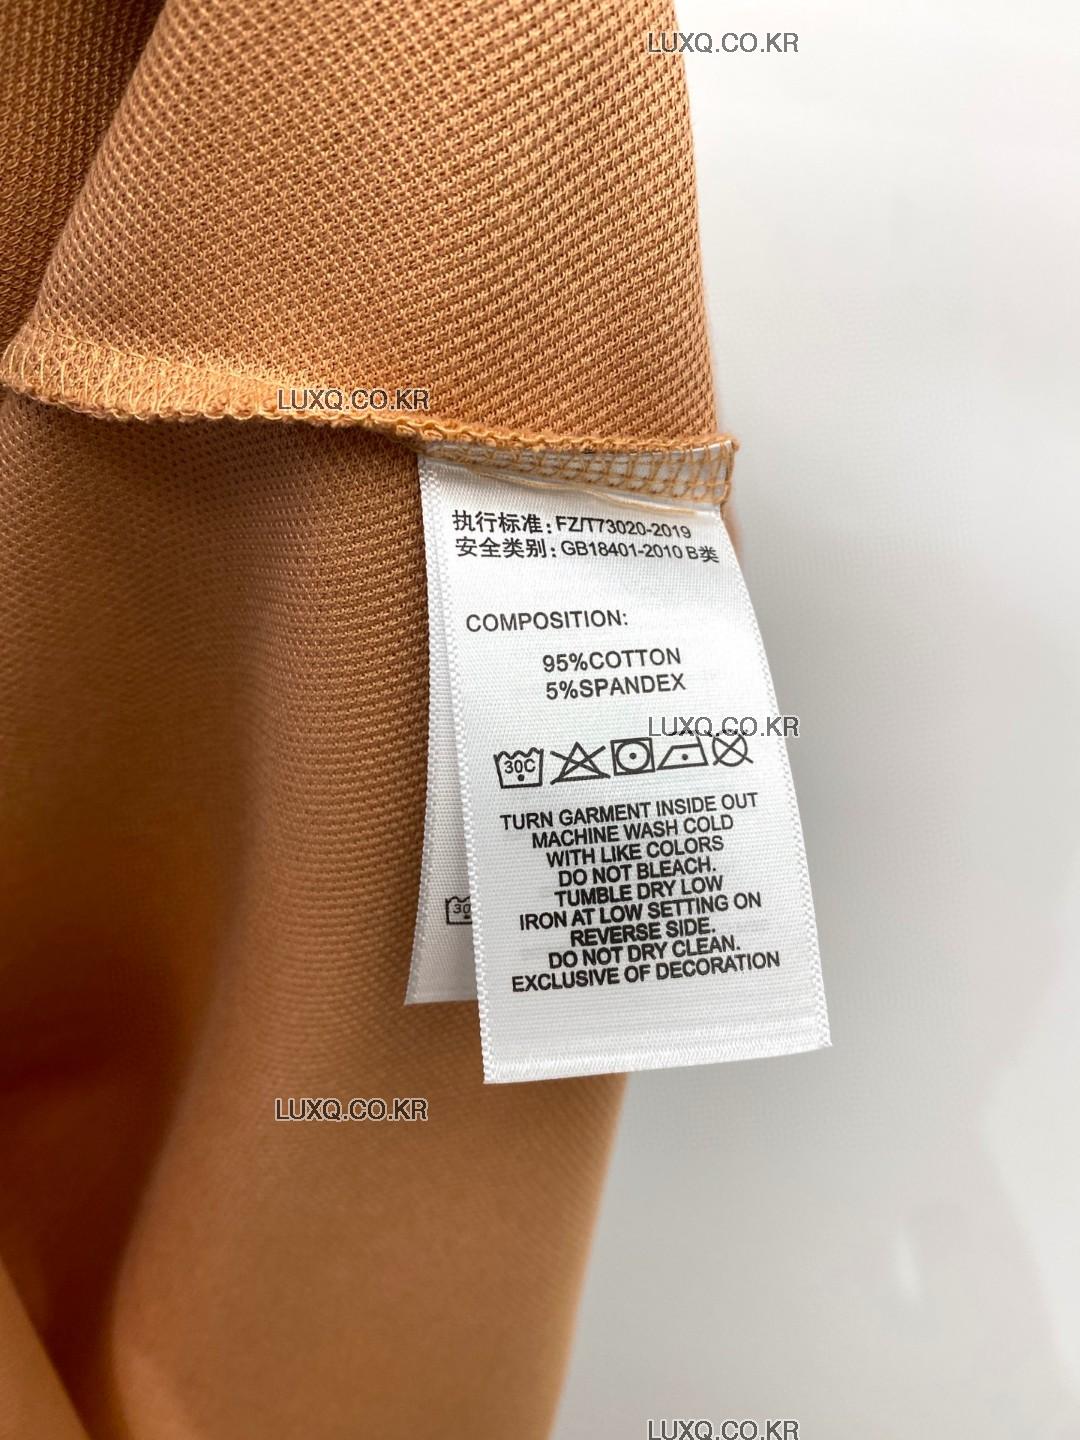 LUXQ.CO.KR
LUXQ.CO.KR
执行标准: FZ/T73020-2019
安全类别: GB18401-2010 B类
COMPOSITION:
95%COTTON
5%SPANDEX
LUXQ.CO.KR
30C
TURN GARMENT INSIDE OUT
MACHINE WASH COLD
WITH LIKE COLORS
DO NOT BLEACH.
TUMBLE DRY LOW
IRON AT LOW SETTING ON
REVERSE SIDE.
DO NOT DRY CLEAN.
EXCLUSIVE OF DECORATION
30
LUXQ.CO.KR
LUXQ.CO.KR